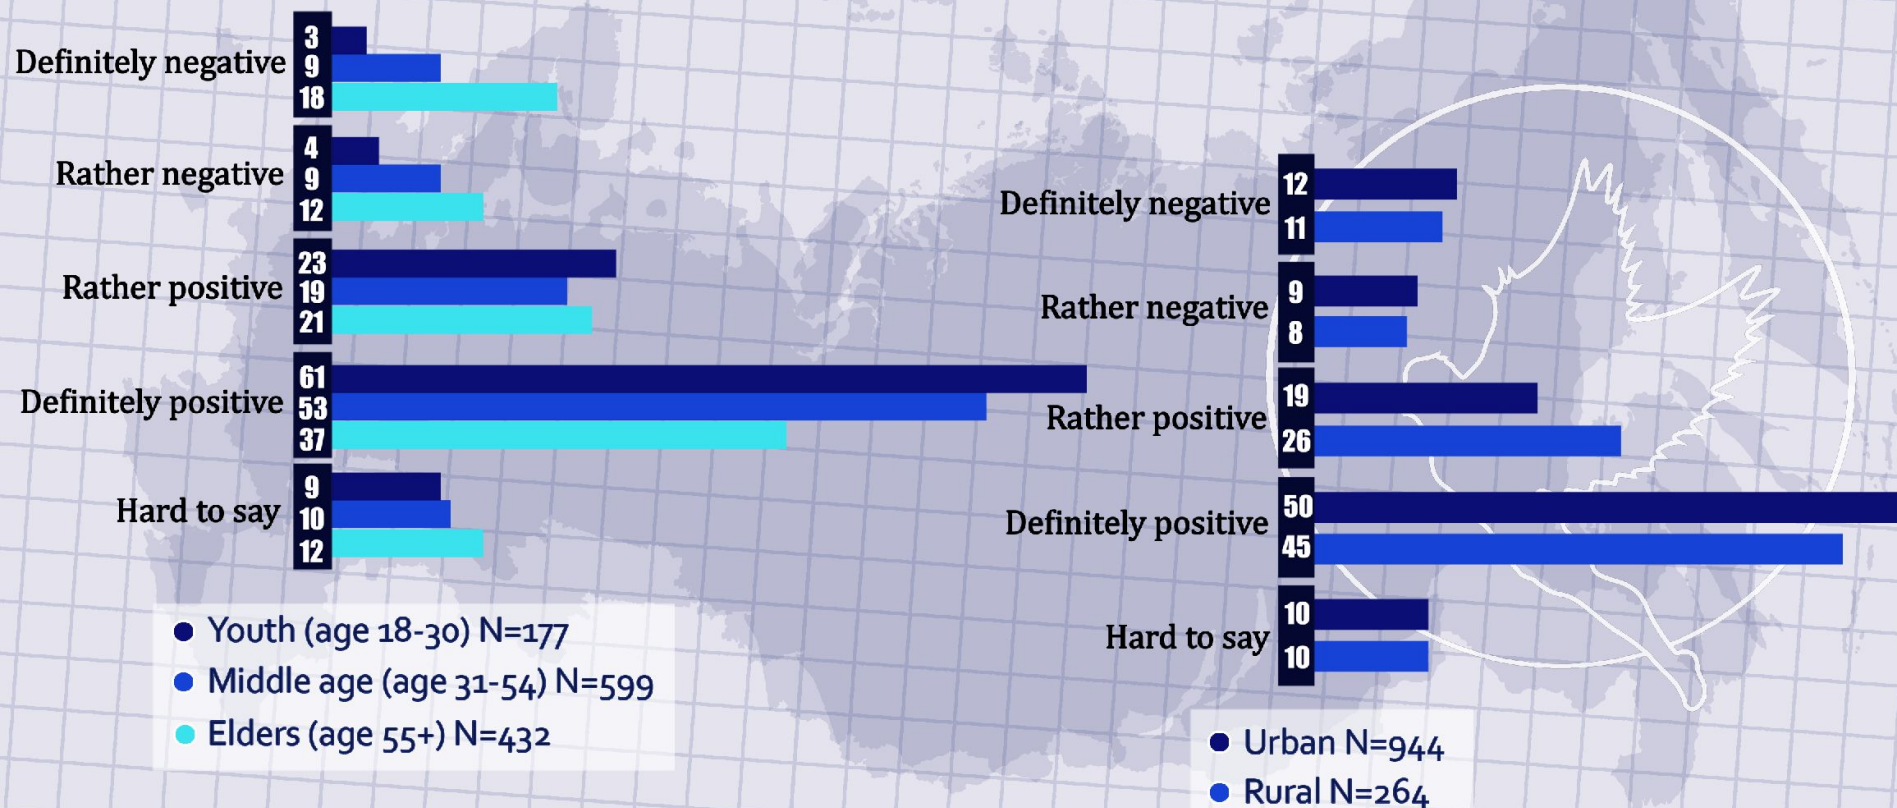 Definitely negative
3
9
18
Rather negative
4
9
12
Rather positive
23
19
21
Definitely positive
61
53
37
Hard to say
9
10
12
• Youth (age 18-30) N=177
• Middle age (age 31-54) N=599
• Elders (age 55+) N=432
Definitely negative
12
11
Rather negative
9
8
Rather positive
19
26
Definitely positive
50
45
Hard to say
10
10
• Urban N=944
• Rural N=264